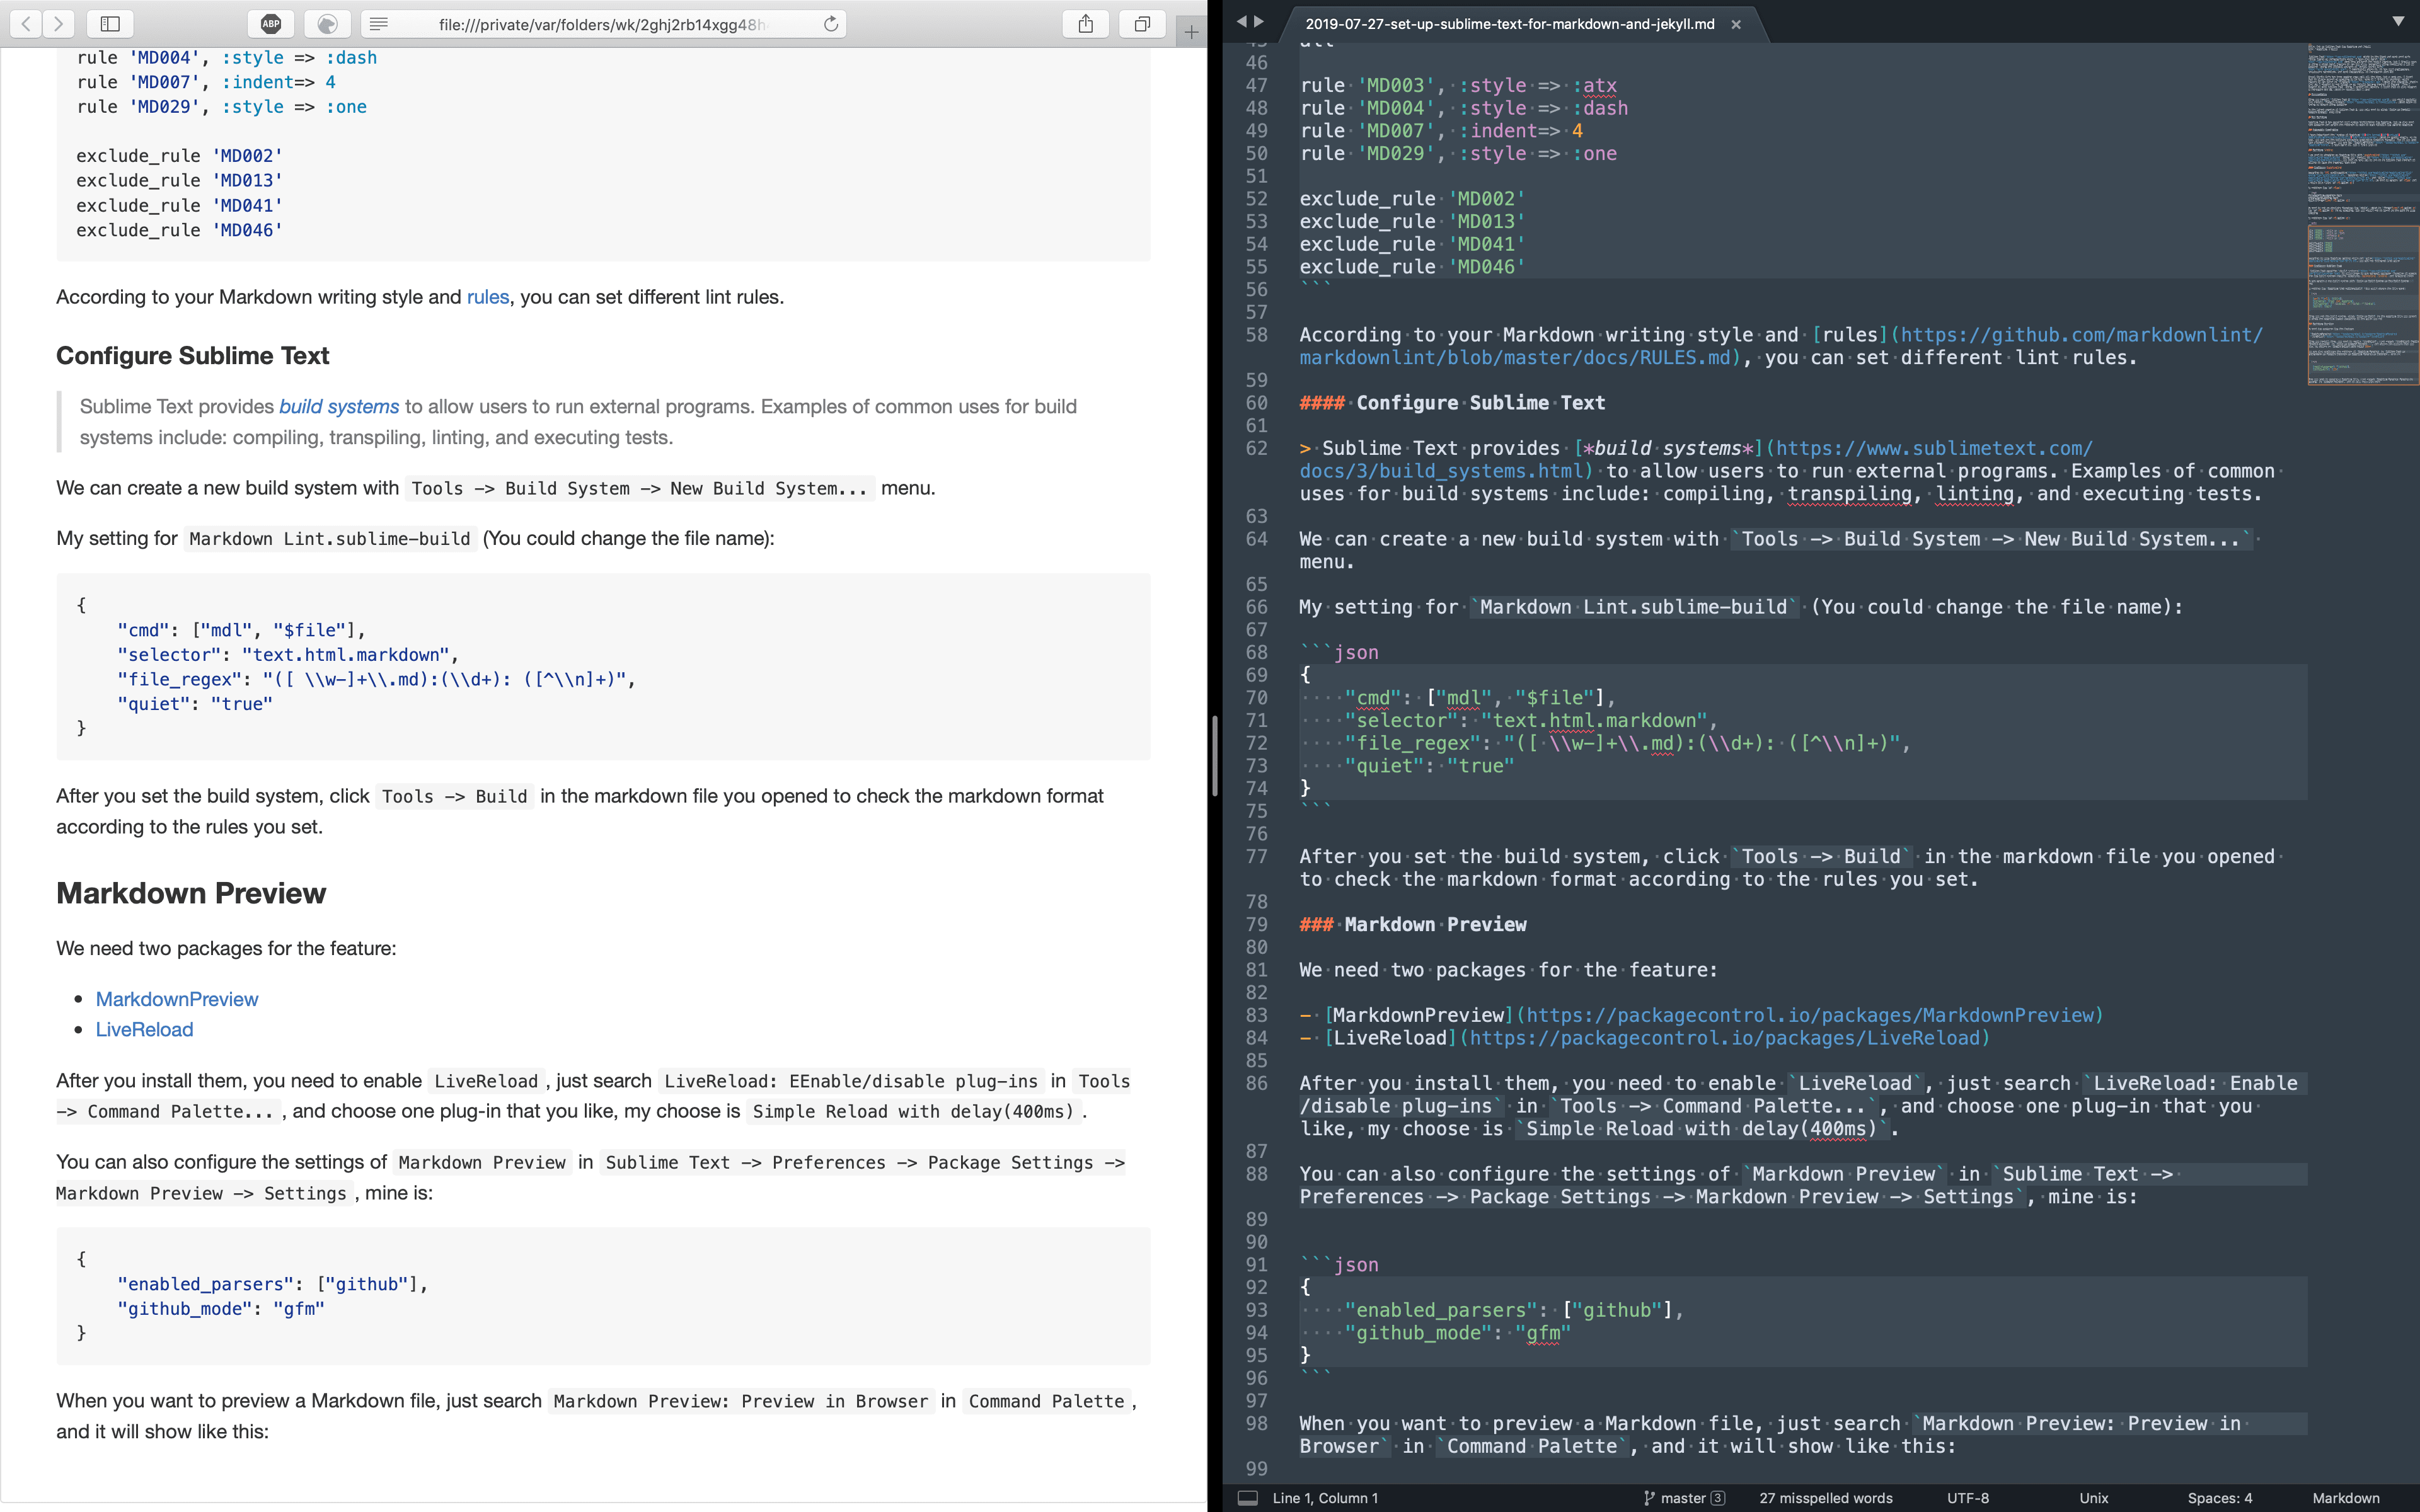 ABP
file:///private/var/folders/wk/2ghj2rb14xgg48h
rule 'MD004', :style => :dash
rule 'MD007', :indent=> 4
rule 'MD029', :style => :one
exclude_rule 'MD002'
exclude_rule 'MD013'
exclude_rule 'MD041'
exclude_rule 'MD046'
According to your Markdown writing style and rules, you can set different lint rules.
Configure Sublime Text
Sublime Text provides build systems to allow users to run external programs. Examples of common uses for build
systems include: compiling, transpiling, linting, and executing tests.
We can create a new build system with Tools -> Build System -> New Build System... menu.
My setting for Markdown Lint.sublime-build (You could change the file name):
{
"cmd": ["mdl", "$file"],
"selector": "text.html.markdown",
"file_regex": "([ \\w-]+\\.md):(\\d+): ([^\\n]+)",
"quiet": "true"
}
After you set the build system, click Tools -> Build in the markdown file you opened to check the markdown format
according to the rules you set.
Markdown Preview
We need two packages for the feature:
• MarkdownPreview
• LiveReload
After you install them, you need to enable LiveReload , just search LiveReload: EEnable/disable plug-ins in Tools
-> Command Palette... , and choose one plug-in that you like, my choose is Simple Reload with delay(400ms) .
You can also configure the settings of Markdown Preview in Sublime Text -> Preferences -> Package Settings ->
Markdown Preview -> Settings , mine is:
{
"enabled_parsers": ["github"],
"github_mode": "gfm"
}
When you want to preview a Markdown file, just search Markdown Preview: Preview in Browser in Command Palette ,
and it will show like this:
2019-07-27-set-up-sublime-text-for-markdown-and-jekyll.md
45 all
46
47 rule 'MD003', :style => :atx
48 rule 'MD004', :style => :dash
49 rule 'MD007', :indent=> 4
50 rule 'MD029', :style => :one
51
52 exclude_rule 'MD002'
53 exclude_rule 'MD013'
54 exclude_rule 'MD041'
55 exclude_rule 'MD046'
56 ```
57
58 According to your Markdown writing style and [rules](https://github.com/markdownlint/
markdownlint/blob/master/docs/RULES.md), you can set different lint rules.
59
60 #### Configure Sublime Text
61
62 > Sublime Text provides [*build systems*](https://www.sublimetext.com/
docs/3/build_systems.html) to allow users to run external programs. Examples of common
uses for build systems include: compiling, transpiling, linting, and executing tests.
63
64 We can create a new build system with `Tools -> Build System -> New Build System...`
menu.
65
66 My setting for `Markdown Lint.sublime-build` (You could change the file name):
67
68 ```json
69 {
70 "cmd": ["mdl", "$file"],
71 "selector": "text.html.markdown",
72 "file_regex": "([ \\w-]+\\.md):(\\d+): ([^\\n]+)",
73 "quiet": "true"
74 }
75 ```
76
77 After you set the build system, click `Tools -> Build` in the markdown file you opened
to check the markdown format according to the rules you set.
78
79 ### Markdown Preview
80
81 We need two packages for the feature:
82
83 - [MarkdownPreview](https://packagecontrol.io/packages/MarkdownPreview)
84 - [LiveReload](https://packagecontrol.io/packages/LiveReload)
85
86 After you install them, you need to enable `LiveReload`, just search `LiveReload: Enable
/disable plug-ins` in `Tools -> Command Palette...`, and choose one plug-in that you
like, my choose is `Simple Reload with delay(400ms)`.
87
88 You can also configure the settings of `Markdown Preview` in `Sublime Text ->
Preferences -> Package Settings -> Markdown Preview -> Settings`, mine is:
89
90
91 ```json
92 {
93 "enabled_parsers": ["github"],
94 "github_mode": "gfm"
95 }
96 ```
97
98 When you want to preview a Markdown file, just search `Markdown Preview: Preview in
Browser` in `Command Palette`, and it will show like this:
99
Line 1, Column 1 master 3 27 misspelled words UTF-8 Unix Spaces: 4 Markdown